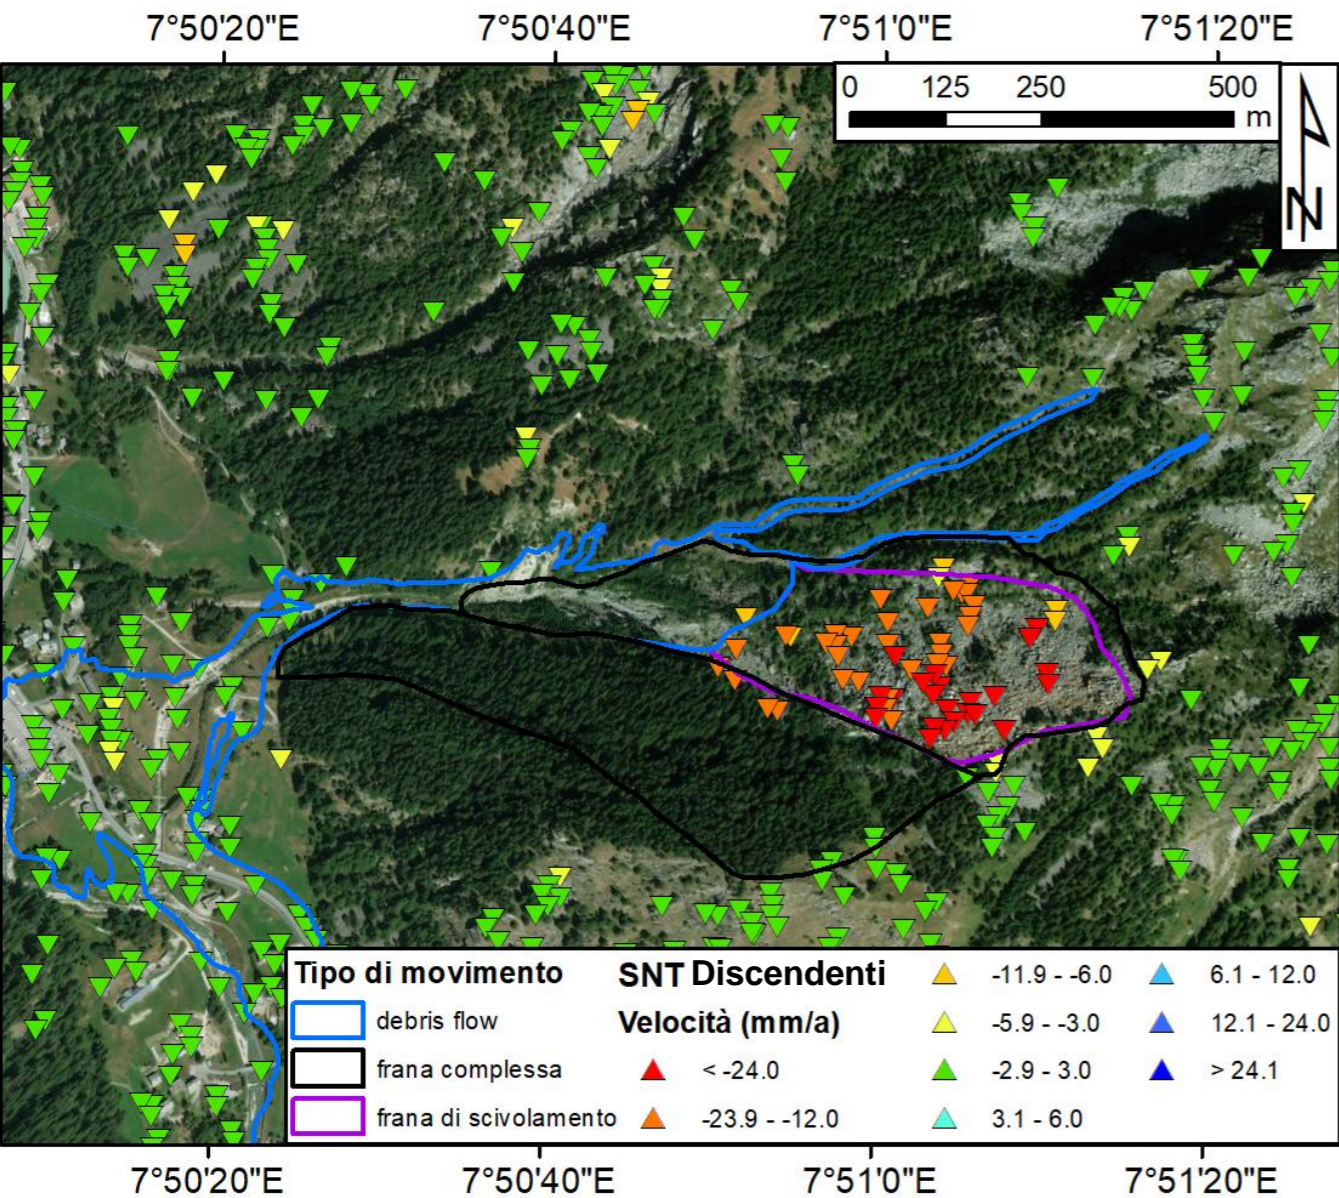 7°50'20"E 7°50'40"E 7°51'0"E 7°51'20"E
0 125 250 500
m
N
Tipo di movimento
debris flow
frana complessa
frana di scivolamento
SNT Discendenti
Velocità (mm/a)
< -24.0
-23.9 - -12.0
-11.9 - -6.0
-5.9 - -3.0
-2.9 - 3.0
3.1 - 6.0
6.1 - 12.0
12.1 - 24.0
> 24.1
7°50'20"E 7°50'40"E 7°51'0"E 7°51'20"E